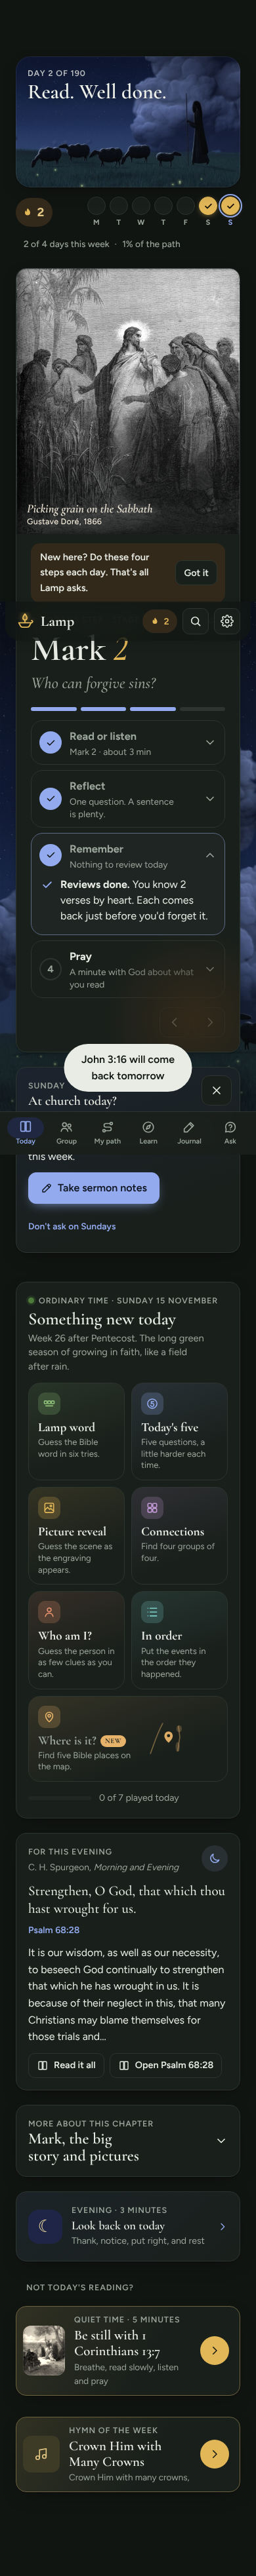 DAY 2 OF 190
Read. Well done.
2
M T W T F S S
2 of 4 days this week · 1% of the path
Picking grain on the Sabbath
Gustave Doré, 1866
New here? Do these four
steps each day. That's all
Lamp asks.
Got it
Lamp
2
Mark 2
Who can forgive sins?
Read or listen
Mark 2 · about 3 min
Reflect
One question. A sentence
is plenty.
Remember
Nothing to review today
Reviews done. You know 2
verses by heart. Each comes
back just before you'd forget it.
4
Pray
A minute with God about what
you read
John 3:16 will come
back tomorrow
SUNDAY
At church today?
Today
Group
My path
Learn
Journal
Ask
this week.
Take sermon notes
Don't ask on Sundays
ORDINARY TIME · SUNDAY 15 NOVEMBER
Something new today
Week 26 after Pentecost. The long green
season of growing in faith, like a field
after rain.
Lamp word
Guess the Bible
word in six tries.
5
Today's five
Five questions, a
little harder each
time.
Picture reveal
Guess the scene as
the engraving
appears.
Connections
Find four groups of
four.
Who am I?
Guess the person in
as few clues as you
can.
In order
Put the events in
the order they
happened.
Where is it? NEW
Find five Bible places on
the map.
0 of 7 played today
FOR THIS EVENING
C. H. Spurgeon, Morning and Evening
Strengthen, O God, that which thou
hast wrought for us.
Psalm 68:28
It is our wisdom, as well as our necessity,
to beseech God continually to strengthen
that which he has wrought in us. It is
because of their neglect in this, that many
Christians may blame themselves for
those trials and…
Read it all
Open Psalm 68:28
MORE ABOUT THIS CHAPTER
Mark, the big
story and pictures
EVENING · 3 MINUTES
Look back on today
Thank, notice, put right, and rest
NOT TODAY'S READING?
QUIET TIME · 5 MINUTES
Be still with 1
Corinthians 13:7
Breathe, read slowly, listen
and pray
HYMN OF THE WEEK
Crown Him with
Many Crowns
Crown Him with many crowns,